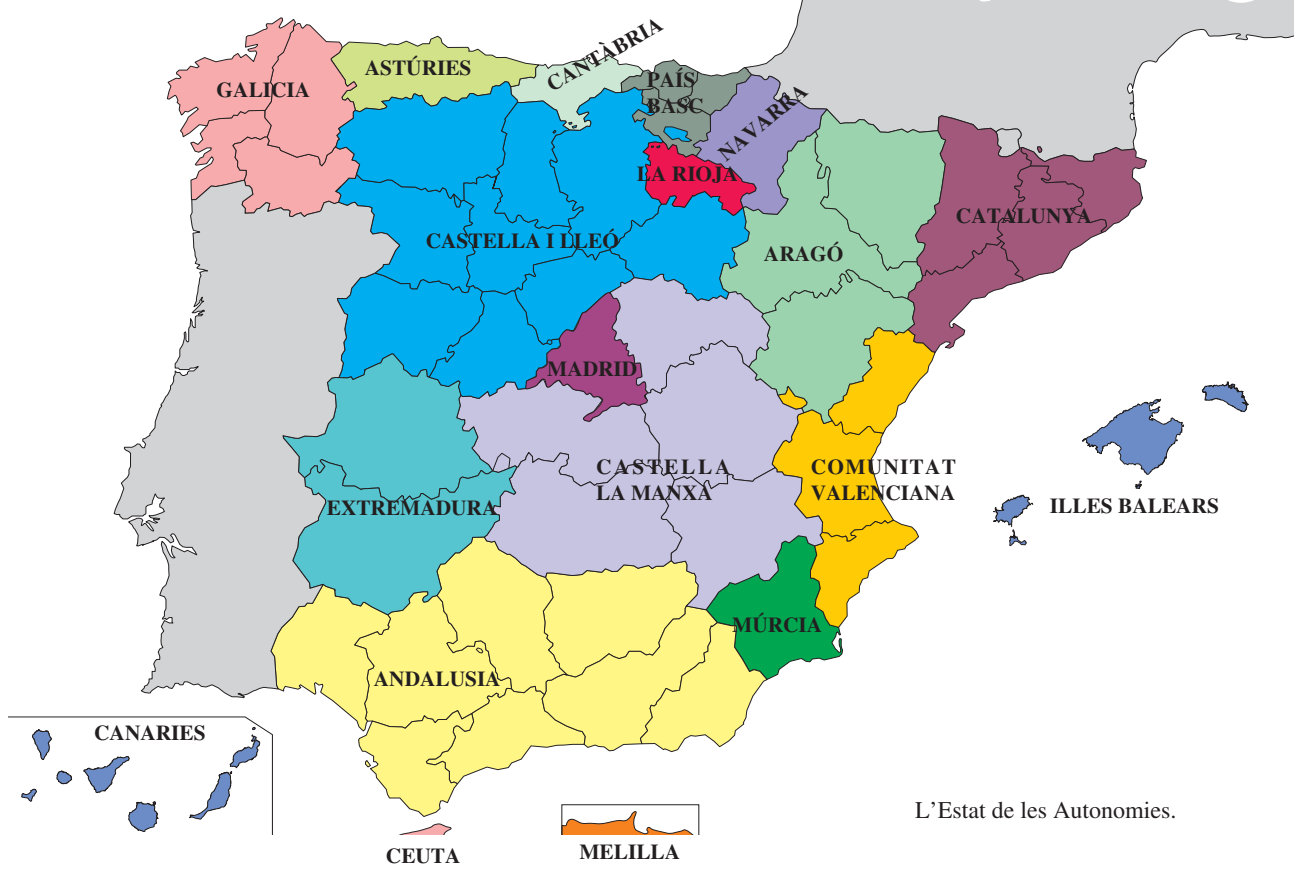 CANTÀBRIA
ASTÚRIES
PAÍS
BASC
GALICIA
NAVARRA
LA RIOJA
CATALUNYA
CASTELLA I LLEÓ
ARAGÓ
MADRID
CASTELLA
LA MANXA
COMUNITAT
VALENCIANA
EXTREMADURA
ILLES BALEARS
MÚRCIA
ANDALUSIA
CANARIES
L’Estat de les Autonomies.
CEUTA
MELILLA